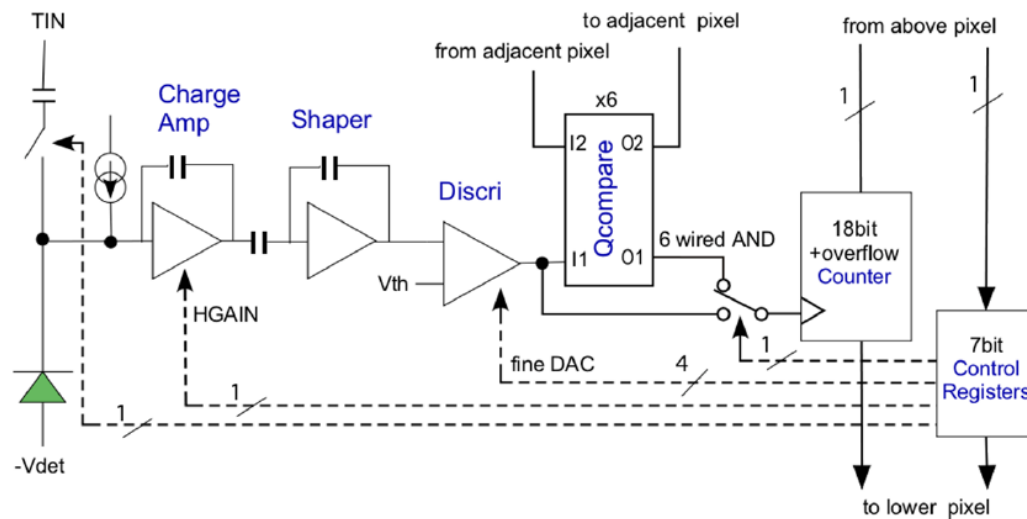 TIN
to adjacent pixel
from above pixel
from adjacent pixel
Charge
Amp
Shaper
x6
1
1
I2
O2
Discri
Qcompare
18bit
+overflow
Counter
6 wired AND
I1
O1
Vth
HGAIN
fine DAC
4
1
7bit
Control
Registers
1
1
-Vdet
to lower pixel